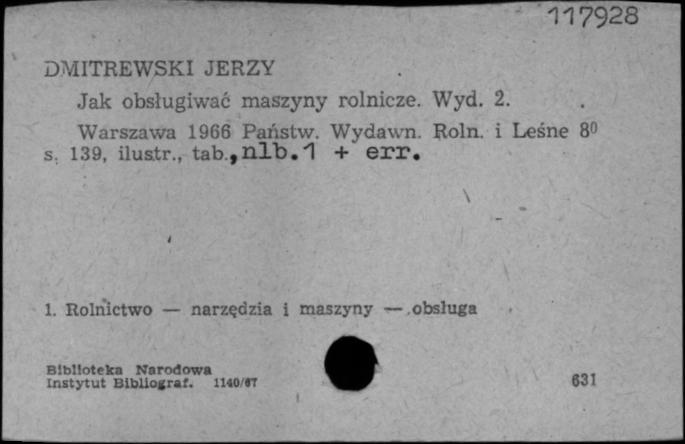 117928
DMITREWSKI JERZY
Jak obsługiwać maszyny rolnicze. Wyd. 2.
Warszawa 1966 Państw. Wydawn. Roln. i Leśne 8⁰
s. 139, ilustr., tab., nlb.1 + err.
1. Rolnictwo — narzędzia i maszyny — obsługa
Biblioteka Narodowa
Instytut Bibliograf. 1140/67
631